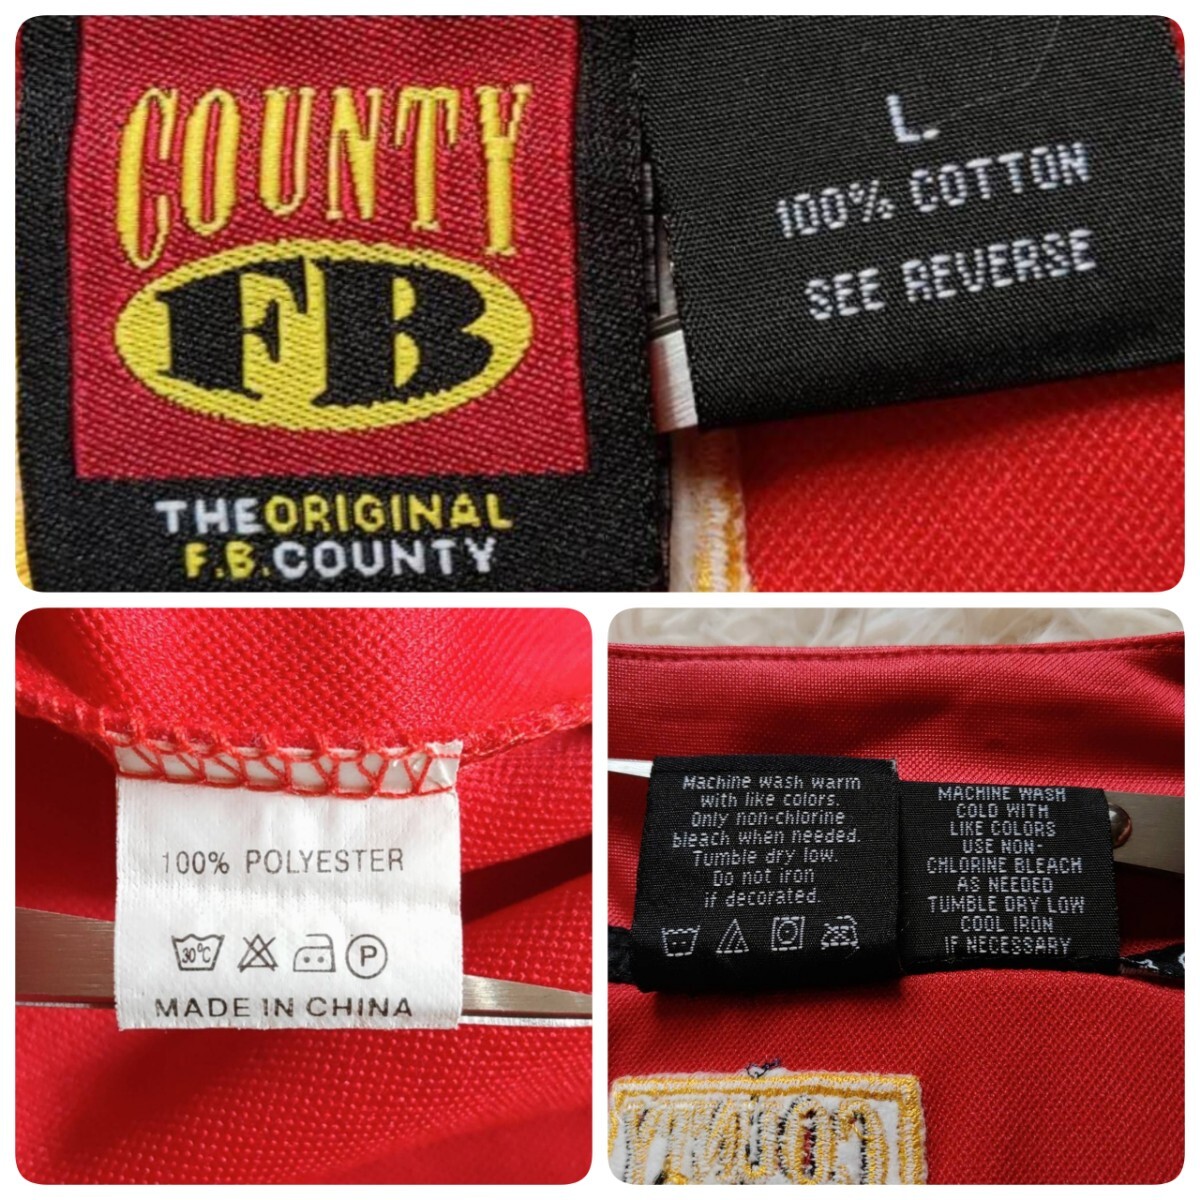 COUNTY
FB
THE ORIGINAL
F.B. COUNTY
L.
100% COTTON
SEE REVERSE
100% POLYESTER
30°C
P
MADE IN CHINA
Machine wash warm
with like colors.
Only non-chlorine
bleach when needed.
Tumble dry low.
Do not iron
if decorated.
MACHINE WASH
COLD WITH
LIKE COLORS
USE NON-
CHLORINE BLEACH
AS NEEDED
TUMBLE DRY LOW
COOL IRON
IF NECESSARY